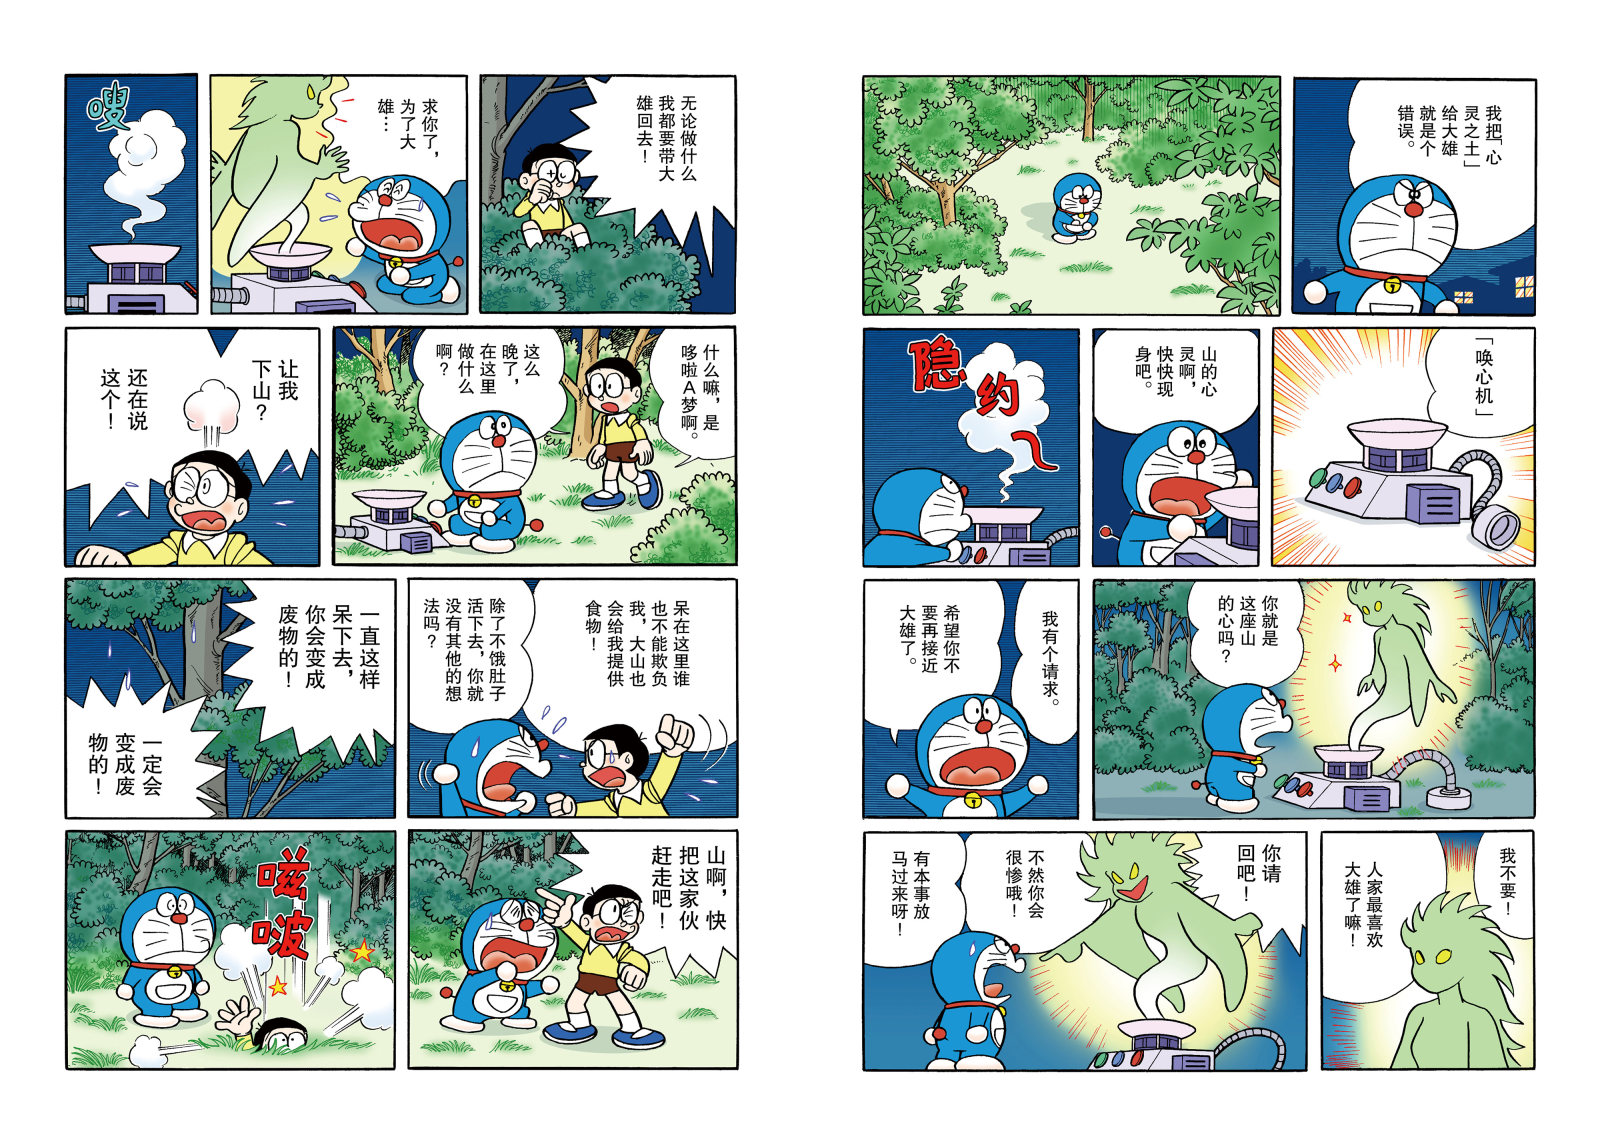 我把「心
灵之土」
给大雄
就是个
错误。
「唤心机」
山的心
灵啊，
快快现
身吧。
隐约
你就是
这座山
的心吗？
我有个请求。
希望你不
要再接近
大雄了。
我不要！
人家最喜欢
大雄了嘛！
你请
回吧！
不然你会
很惨哦！
有本事放
马过来呀！
无论做什么
我都要带大
雄回去！
求你了，
为了大
雄…
嗖
什么嘛，是
哆啦A梦啊。
这么
晚了，
在这里
做什么
啊？
让我
下山？
还在说
这个！
呆在这里谁
也不能欺负
我，大山也
会给我提供
食物！
除了不饿肚子
活下去，你就
没有其他的想
法吗？
一直这样
呆下去，
你会变成
废物的！
一定会
变成废
物的！
山啊，快
把这家伙
赶走吧！
嗞
啵